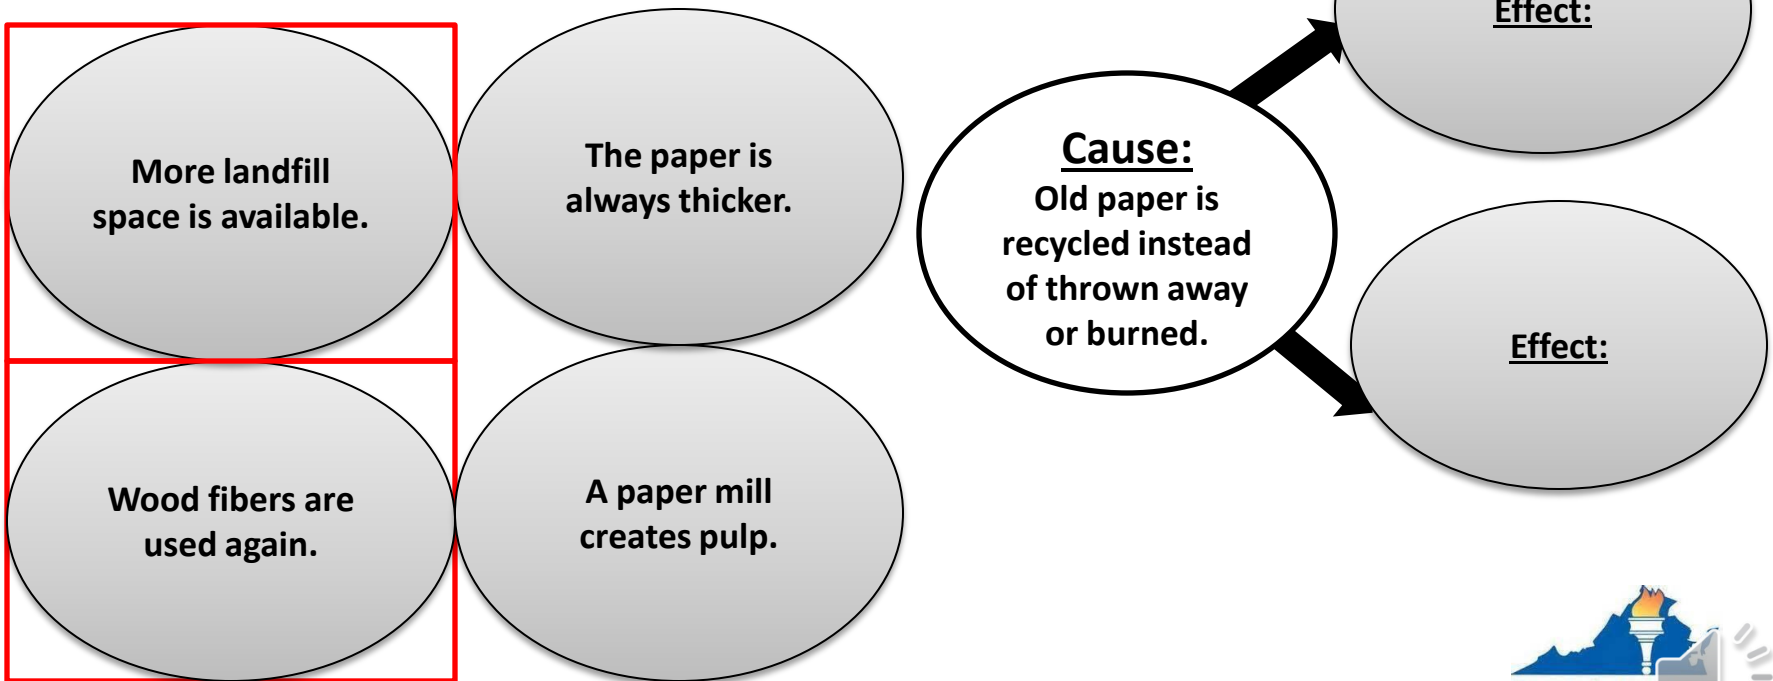 More landfill
space is available.
The paper is
always thicker.
Wood fibers are
used again.
A paper mill
creates pulp.
Cause:
Old paper is
recycled instead
of thrown away
or burned.
Effect:
Effect: